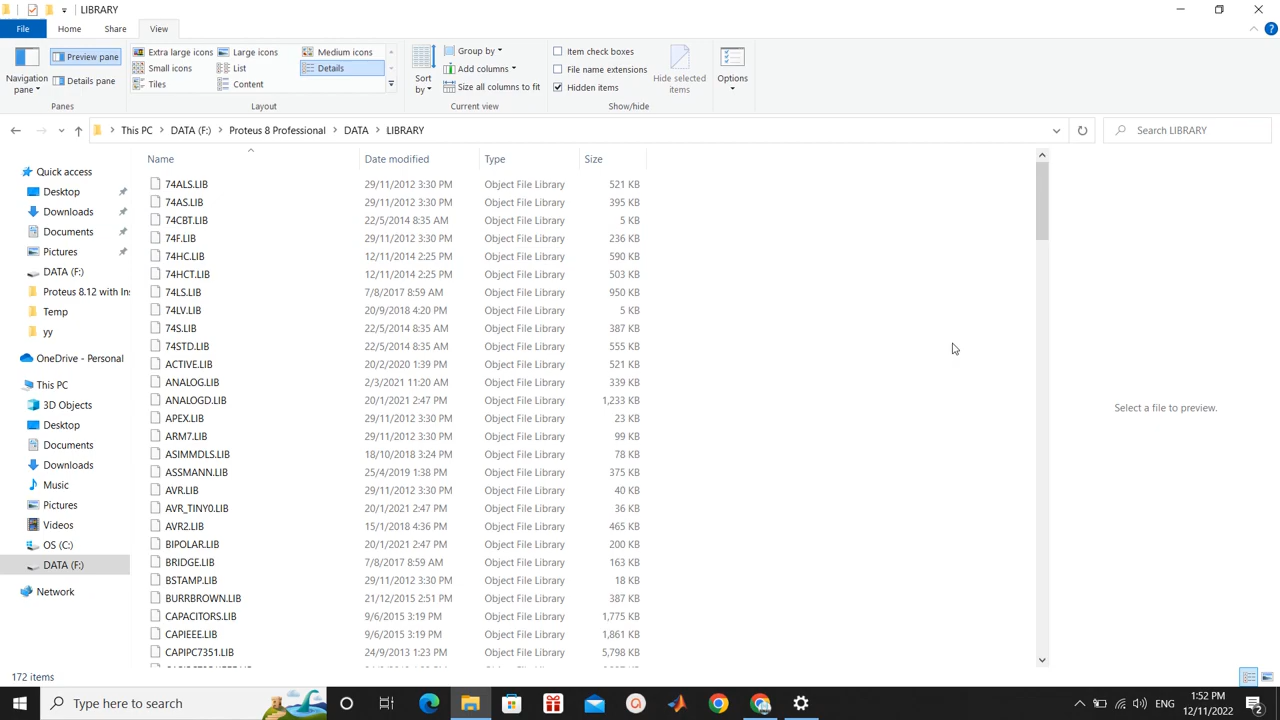 LIBRARY
File Home Share View
Navigation pane
Preview pane
Details pane
Panes
Extra large icons Large icons Medium icons
Small icons List Details
Tiles Content
Layout
Sort by
Group by
Add columns
Size all columns to fit
Current view
Item check boxes
File name extensions
Hidden items
Hide selected items
Show/hide
Options
This PC > DATA (F:) > Proteus 8 Professional > DATA > LIBRARY
Search LIBRARY
Quick access
Desktop
Downloads
Documents
Pictures
DATA (F:)
Proteus 8.12 with Ins
Temp
yy
OneDrive - Personal
This PC
3D Objects
Desktop
Documents
Downloads
Music
Pictures
Videos
OS (C:)
DATA (F:)
Network
Name Date modified Type Size
74ALS.LIB 29/11/2012 3:30 PM Object File Library 521 KB
74AS.LIB 29/11/2012 3:30 PM Object File Library 395 KB
74CBT.LIB 22/5/2014 8:35 AM Object File Library 5 KB
74F.LIB 29/11/2012 3:30 PM Object File Library 236 KB
74HC.LIB 12/11/2014 2:25 PM Object File Library 590 KB
74HCT.LIB 12/11/2014 2:25 PM Object File Library 503 KB
74LS.LIB 7/8/2017 8:59 AM Object File Library 950 KB
74LV.LIB 20/9/2018 4:20 PM Object File Library 5 KB
74S.LIB 22/5/2014 8:35 AM Object File Library 387 KB
74STD.LIB 22/5/2014 8:35 AM Object File Library 555 KB
ACTIVE.LIB 20/2/2020 1:39 PM Object File Library 521 KB
ANALOG.LIB 2/3/2021 11:20 AM Object File Library 339 KB
ANALOGD.LIB 20/1/2021 2:47 PM Object File Library 1,233 KB
APEX.LIB 29/11/2012 3:30 PM Object File Library 23 KB
ARM7.LIB 29/11/2012 3:30 PM Object File Library 99 KB
ASIMMDLS.LIB 18/10/2018 3:24 PM Object File Library 78 KB
ASSMANN.LIB 25/4/2019 1:38 PM Object File Library 375 KB
AVR.LIB 29/11/2012 3:30 PM Object File Library 40 KB
AVR_TINY0.LIB 20/1/2021 2:47 PM Object File Library 36 KB
AVR2.LIB 15/1/2018 4:36 PM Object File Library 465 KB
BIPOLAR.LIB 20/1/2021 2:47 PM Object File Library 200 KB
BRIDGE.LIB 7/8/2017 8:59 AM Object File Library 163 KB
BSTAMP.LIB 29/11/2012 3:30 PM Object File Library 18 KB
BURRBROWN.LIB 21/12/2015 2:51 PM Object File Library 387 KB
CAPACITORS.LIB 9/6/2015 3:19 PM Object File Library 1,775 KB
CAPIEEE.LIB 9/6/2015 3:19 PM Object File Library 1,861 KB
CAPIPC7351.LIB 24/9/2013 1:23 PM Object File Library 5,798 KB
Select a file to preview.
172 items
Type here to search
ENG
1:52 PM
12/11/2022
2